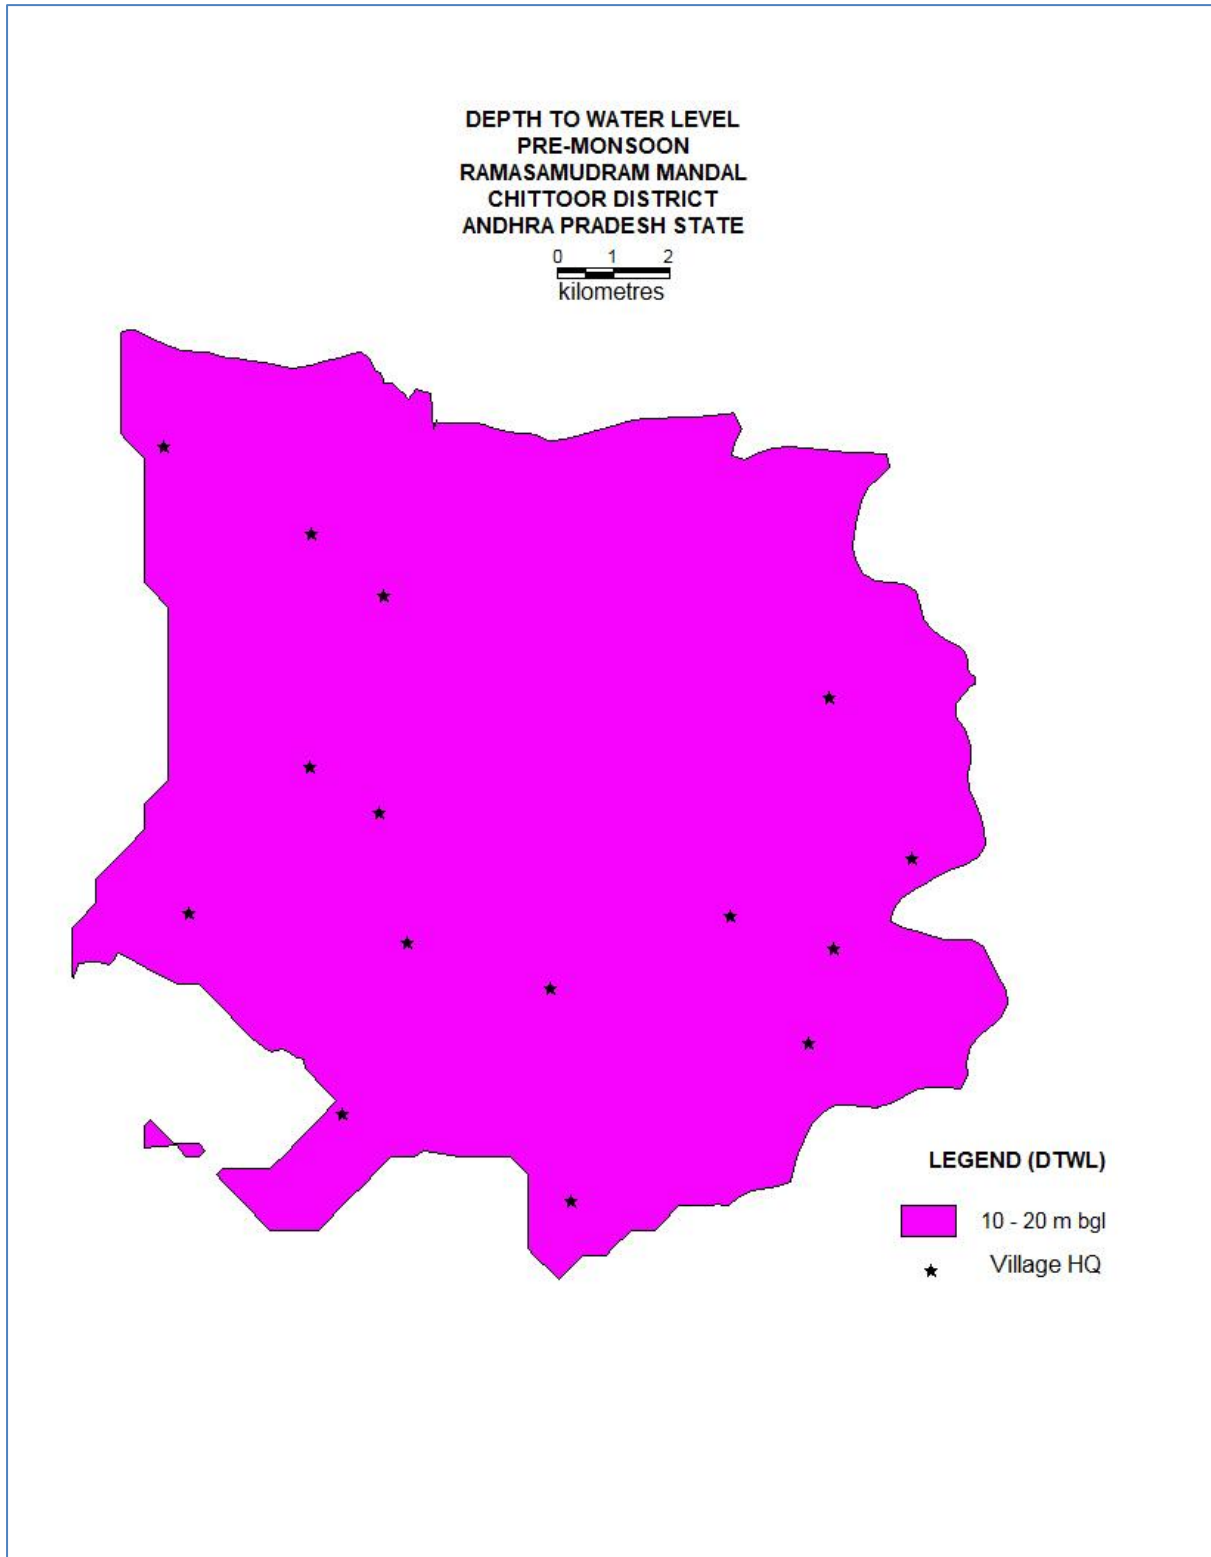 DEPTH TO WATER LEVEL
PRE-MONSOON
RAMASAMUDRAM MANDAL
CHITTOOR DISTRICT
ANDHRA PRADESH STATE
0 1 2
kilometres
LEGEND (DTWL)
10 - 20 m bgl
Village HQ